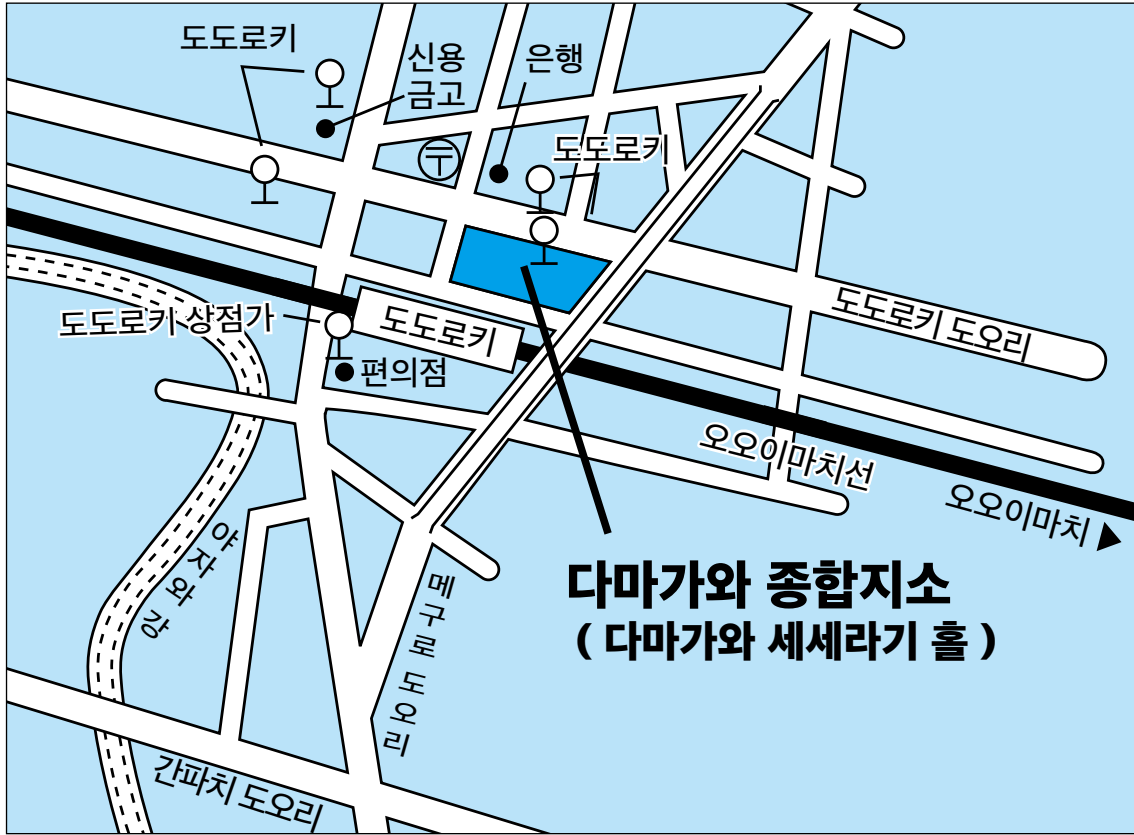 도도로키
신용
금고
은행
도도로키
도도로키 상점가
도도로키
편의점
도도로키 도오리
오오이마치선
오오이마치
야자와 강
메구로 도오리
간파치 도오리
다마가와 종합지소
( 다마가와 세세라기 홀 )